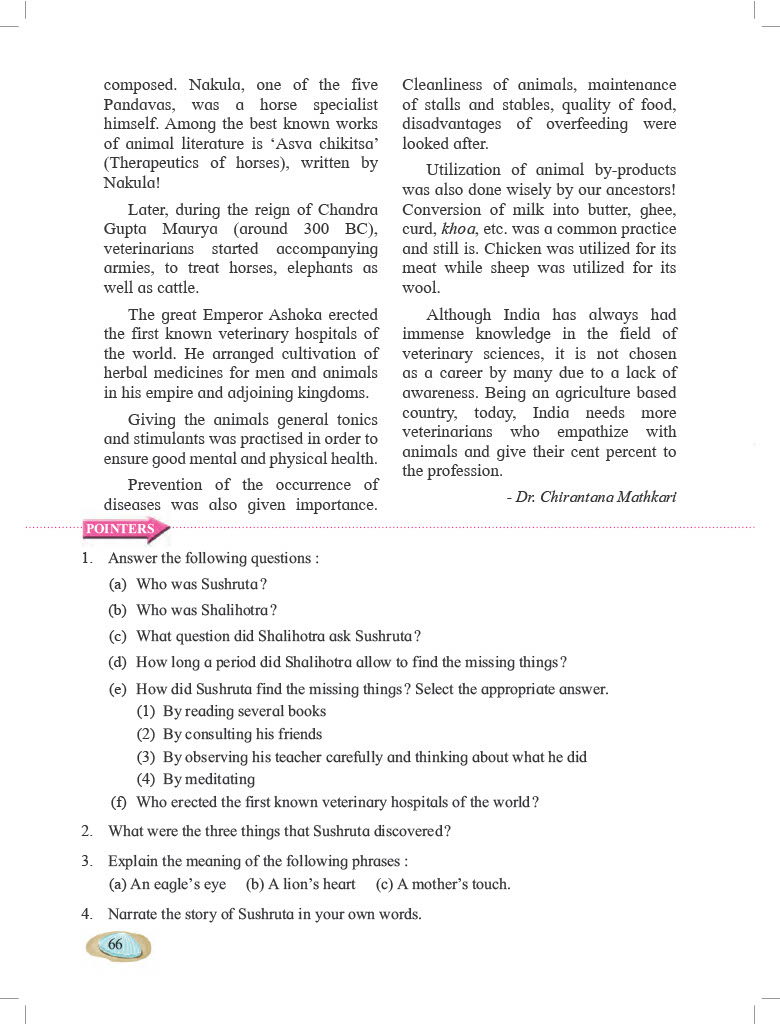 composed. Nakula, one of the five
Pandavas, was a horse specialist
himself. Among the best known works
of animal literature is ‘Asva chikitsa’
(Therapeutics of horses), written by
Nakula!
Later, during the reign of Chandra
Gupta Maurya (around 300 BC),
veterinarians started accompanying
armies, to treat horses, elephants as
well as cattle.
The great Emperor Ashoka erected
the first known veterinary hospitals of
the world. He arranged cultivation of
herbal medicines for men and animals
in his empire and adjoining kingdoms.
Giving the animals general tonics
and stimulants was practised in order to
ensure good mental and physical health.
Prevention of the occurrence of
diseases was also given importance.
Cleanliness of animals, maintenance
of stalls and stables, quality of food,
disadvantages of overfeeding were
looked after.
Utilization of animal by-products
was also done wisely by our ancestors!
Conversion of milk into butter, ghee,
curd, khoa, etc. was a common practice
and still is. Chicken was utilized for its
meat while sheep was utilized for its
wool.
Although India has always had
immense knowledge in the field of
veterinary sciences, it is not chosen
as a career by many due to a lack of
awareness. Being an agriculture based
country, today, India needs more
veterinarians who empathize with
animals and give their cent percent to
the profession.
- Dr. Chirantana Mathkari
POINTERS
1. Answer the following questions :
(a) Who was Sushruta?
(b) Who was Shalihotra?
(c) What question did Shalihotra ask Sushruta?
(d) How long a period did Shalihotra allow to find the missing things?
(e) How did Sushruta find the missing things? Select the appropriate answer.
(1) By reading several books
(2) By consulting his friends
(3) By observing his teacher carefully and thinking about what he did
(4) By meditating
(f) Who erected the first known veterinary hospitals of the world?
2. What were the three things that Sushruta discovered?
3. Explain the meaning of the following phrases :
(a) An eagle’s eye (b) A lion’s heart (c) A mother’s touch.
4. Narrate the story of Sushruta in your own words.
66